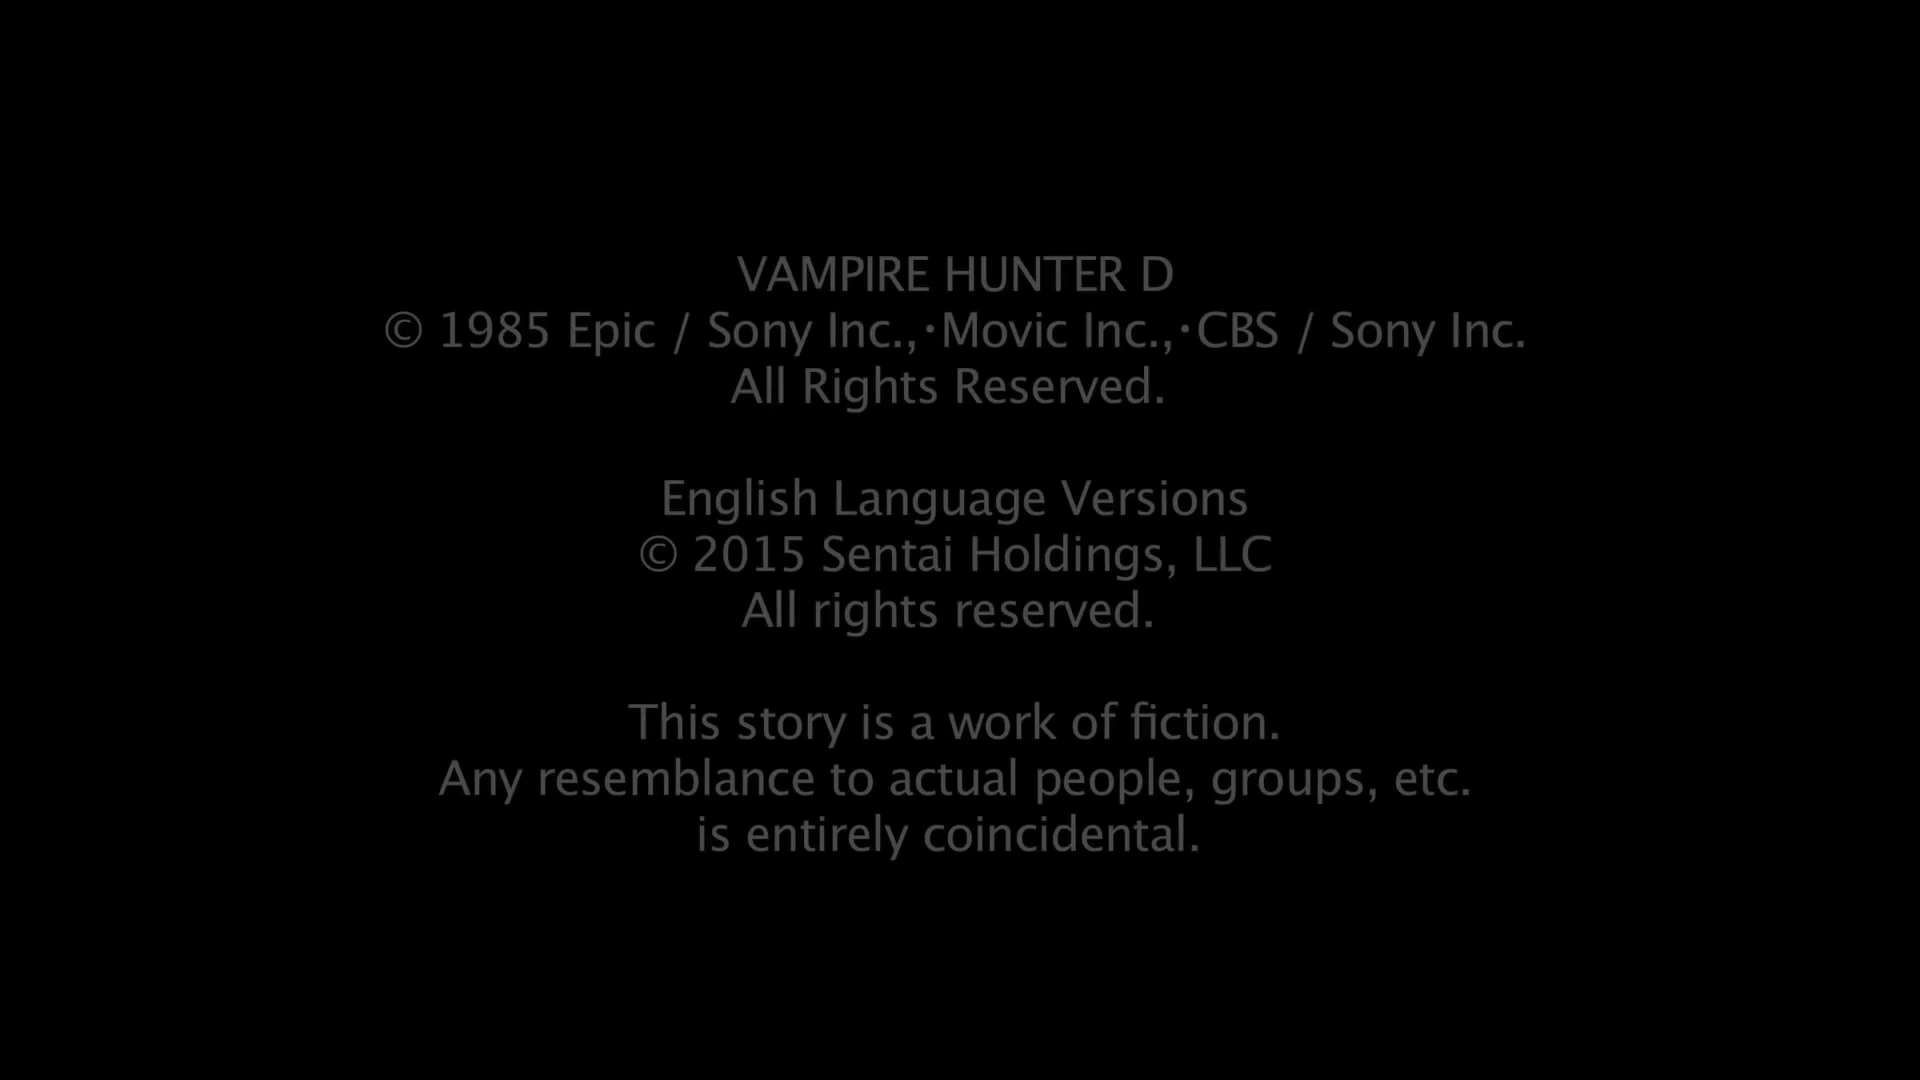 VAMPIRE HUNTER D
© 1985 Epic / Sony Inc.,・Movic Inc.,・CBS / Sony Inc.
All Rights Reserved.
English Language Versions
© 2015 Sentai Holdings, LLC
All rights reserved.
This story is a work of fiction.
Any resemblance to actual people, groups, etc.
is entirely coincidental.